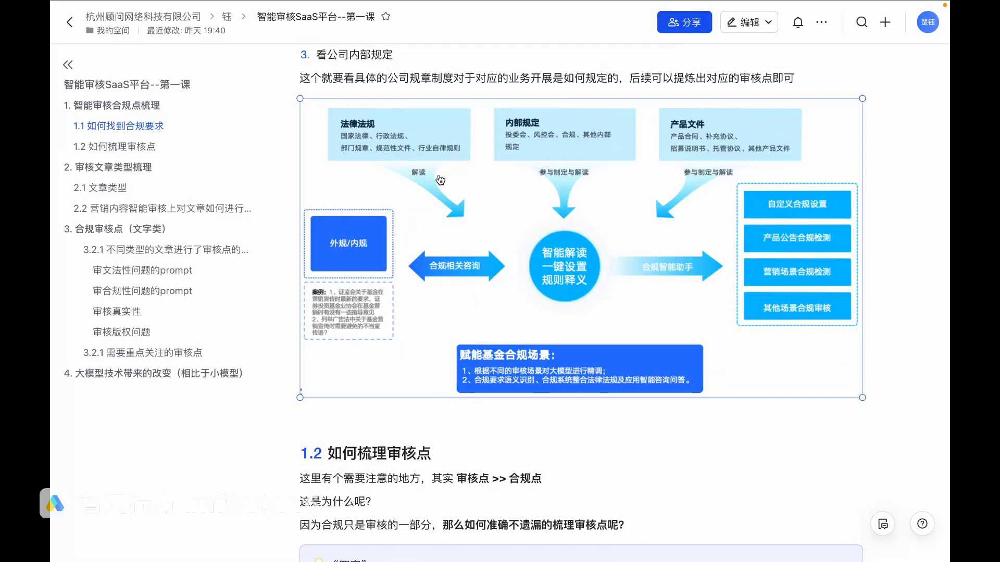 杭州顾问网络科技有限公司 > 钰 > 智能审核SaaS平台--第一课
我的空间 最近修改: 昨天 19:40
分享
编辑
楚钰
智能审核SaaS平台--第一课
1. 智能审核合规点梳理
1.1 如何找到合规要求
1.2 如何梳理审核点
2. 审核文章类型梳理
2.1 文章类型
2.2 营销内容智能审核上对文章如何进行...
3. 合规审核点（文字类）
3.2.1 不同类型的文章进行了审核点的...
审文法性问题的prompt
审合规性问题的prompt
审核真实性
审核版权问题
3.2.1 需要重点关注的审核点
4. 大模型技术带来的改变（相比于小模型）
3. 看公司内部规定
这个就要看具体的公司规章制度对于对应的业务开展是如何规定的，后续可以提炼出对应的审核点即可
法律法规
国家法律、行政法规、
部门规章、规范性文件、行业自律规则
内部规定
投委会、风控会、合规、其他内部
规定
产品文件
产品合同、补充协议、
招募说明书、托管协议、其他产品文件
解读
参与制定与解读
参与制定与解读
外规/内规
案例：1、证监会关于基金在
营销宣传时最新的要求，证
券投资基金业协会在基金营
销时有没有一些指导意见
2、列举广告法中关于基金营
销宣传时需要避免的不当宣
传语？
合规相关咨询
智能解读
一键设置
规则释义
合规智能助手
自定义合规设置
产品公告合规检测
营销场景合规检测
其他场景合规审核
赋能基金合规场景：
1、根据不同的审核场景对大模型进行精调；
2、合规要求语义识别、合规系统整合法律法规及应用智能咨询问答。
1.2 如何梳理审核点
这里有个需要注意的地方，其实 审核点 >> 合规点
这是为什么呢？
因为合规只是审核的一部分，那么如何准确不遗漏的梳理审核点呢？